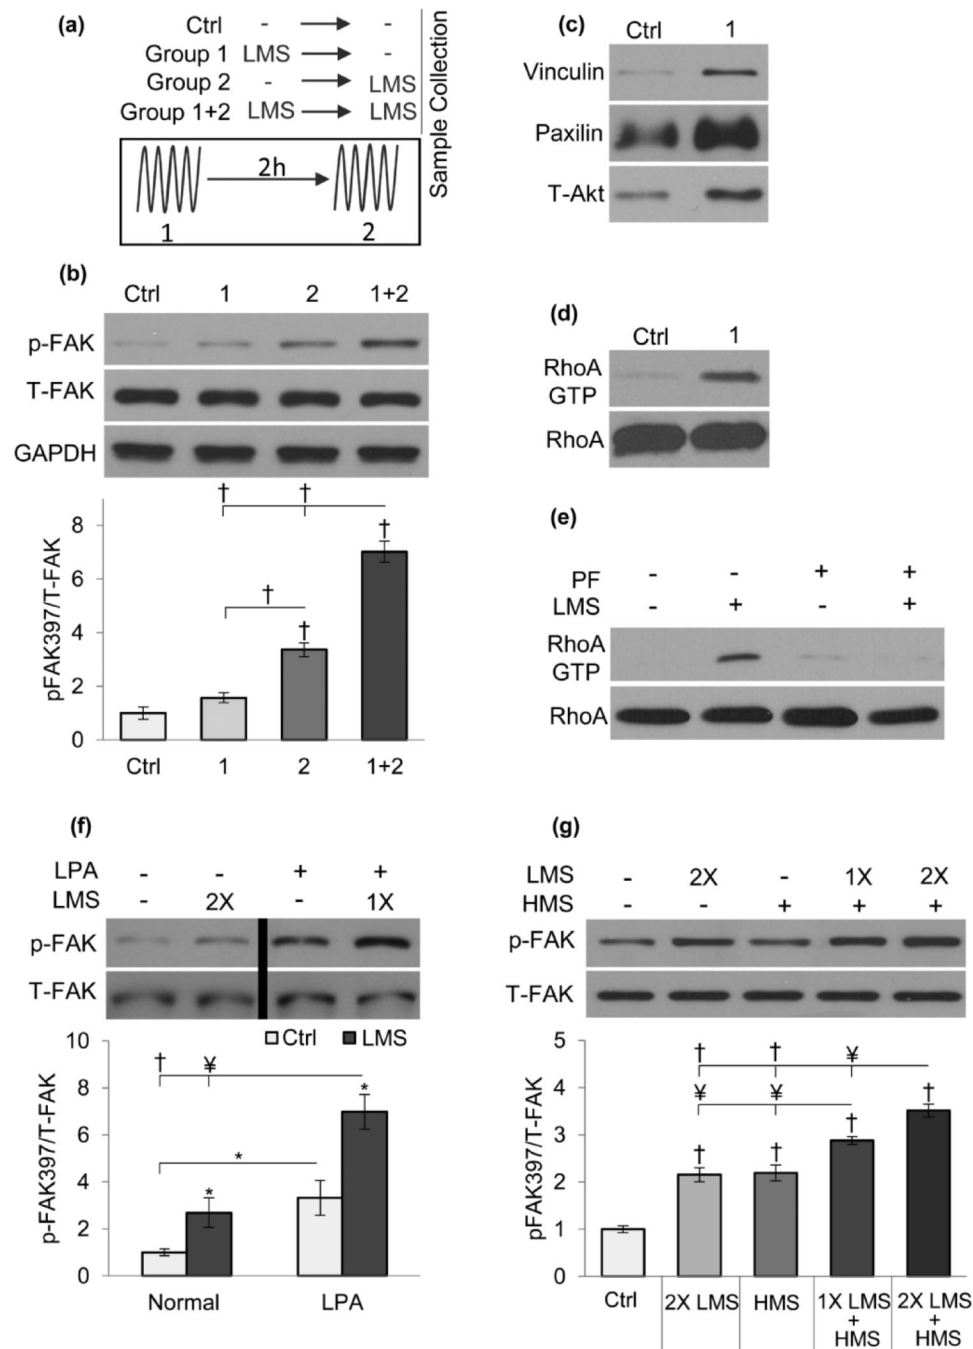 (a)
Ctrl - -
Group 1 LMS -
Group 2 - LMS
Group 1+2 LMS LMS
Sample Collection
2h
1 2
(b)
Ctrl 1 2 1+2
p-FAK
T-FAK
GAPDH
† †
8
†
6
†
4
†
2
0
pFAK397/T-FAK
Ctrl 1 2 1+2
(c)
Ctrl 1
Vinculin
Paxilin
T-Akt
(d)
Ctrl 1
RhoA
GTP
RhoA
(e)
PF - - + +
LMS - + - +
RhoA
GTP
RhoA
(f)
LPA - - + +
LMS - 2X - 1X
p-FAK
T-FAK
Ctrl LMS
10
† ¥
8
*
6
*
4
*
2
0
p-FAK397/T-FAK
Normal LPA
(g)
LMS - 2X - 1X 2X
HMS - - + + +
p-FAK
T-FAK
5
† † ¥
4
¥ ¥ †
†
3
† †
2
1
0
pFAK397/T-FAK
Ctrl 2X LMS HMS 1X LMS 2X LMS
+ +
HMS HMS